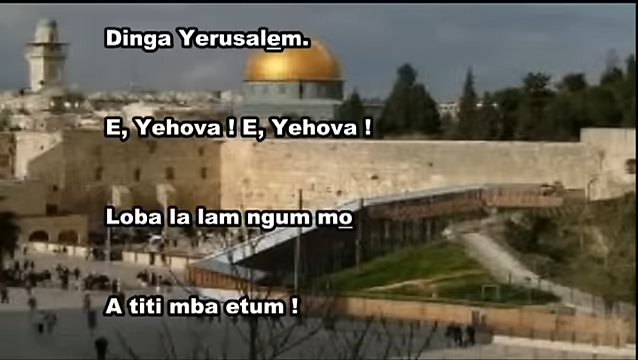 Dinga Yerusalem̲.
E, Yehova ! E, Yehova !
Loba la lam ngum mo̲
A titi mba etum !